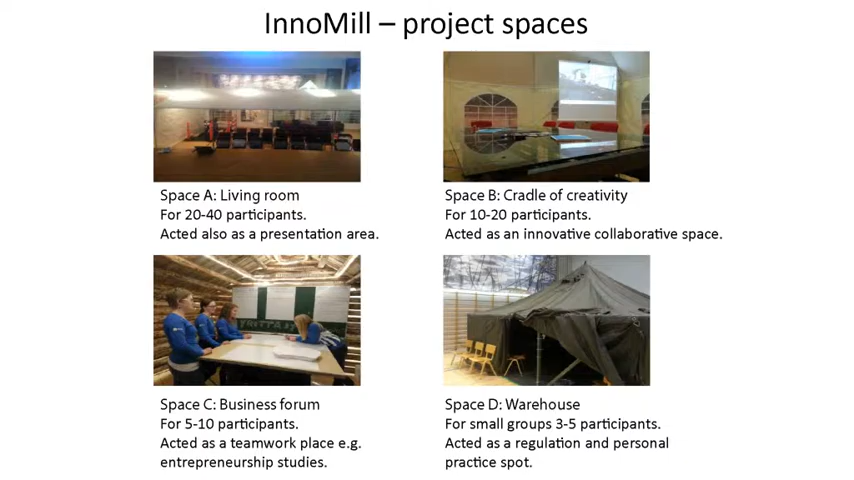 InnoMill – project spaces
Space A: Living room
For 20-40 participants.
Acted also as a presentation area.
Space B: Cradle of creativity
For 10-20 participants.
Acted as an innovative collaborative space.
Space C: Business forum
For 5-10 participants.
Acted as a teamwork place e.g.
entrepreneurship studies.
Space D: Warehouse
For small groups 3-5 participants.
Acted as a regulation and personal
practice spot.